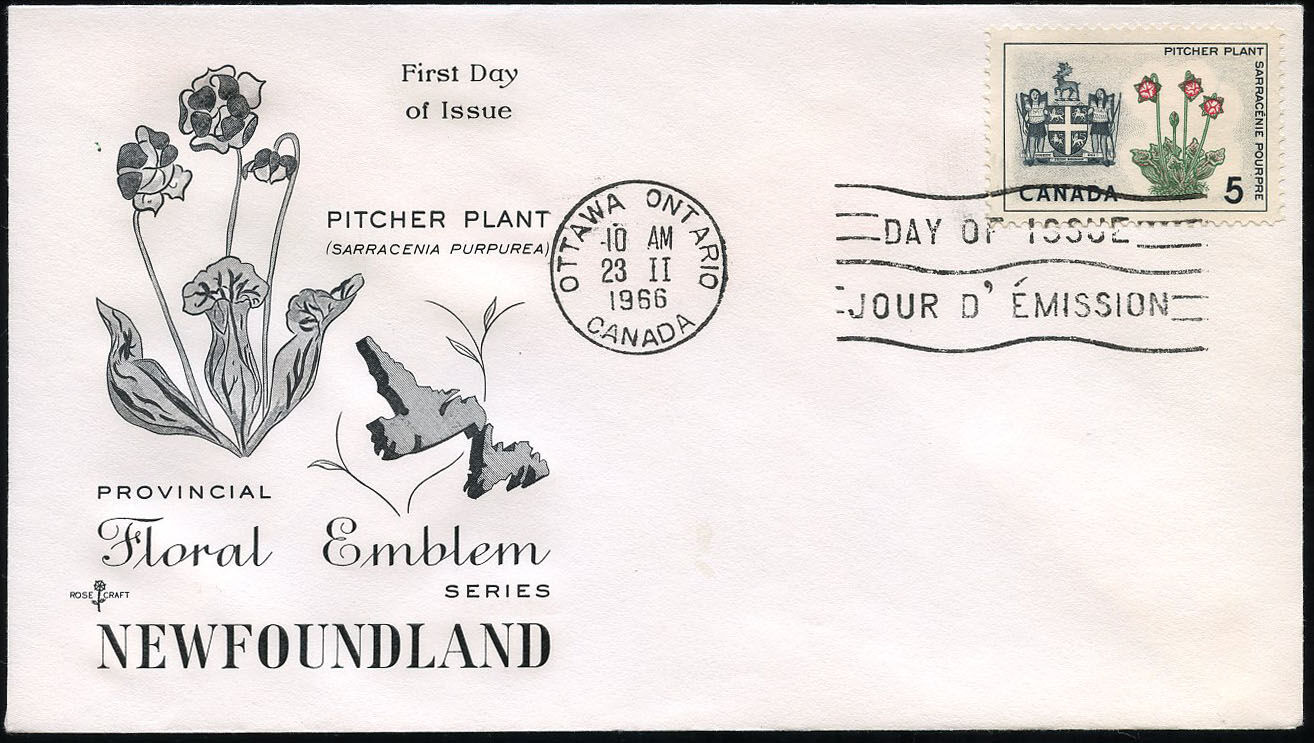 First Day
of Issue
PITCHER PLANT
(SARRACENIA PURPUREA)
OTTAWA ONTARIO
10 AM
23 II
1966
CANADA
PITCHER PLANT
SARRACÉNIE POURPRE
CANADA
5
DAY OF ISSUE
JOUR D' ÉMISSION
PROVINCIAL
Floral Emblem
SERIES
ROSE CRAFT
NEWFOUNDLAND